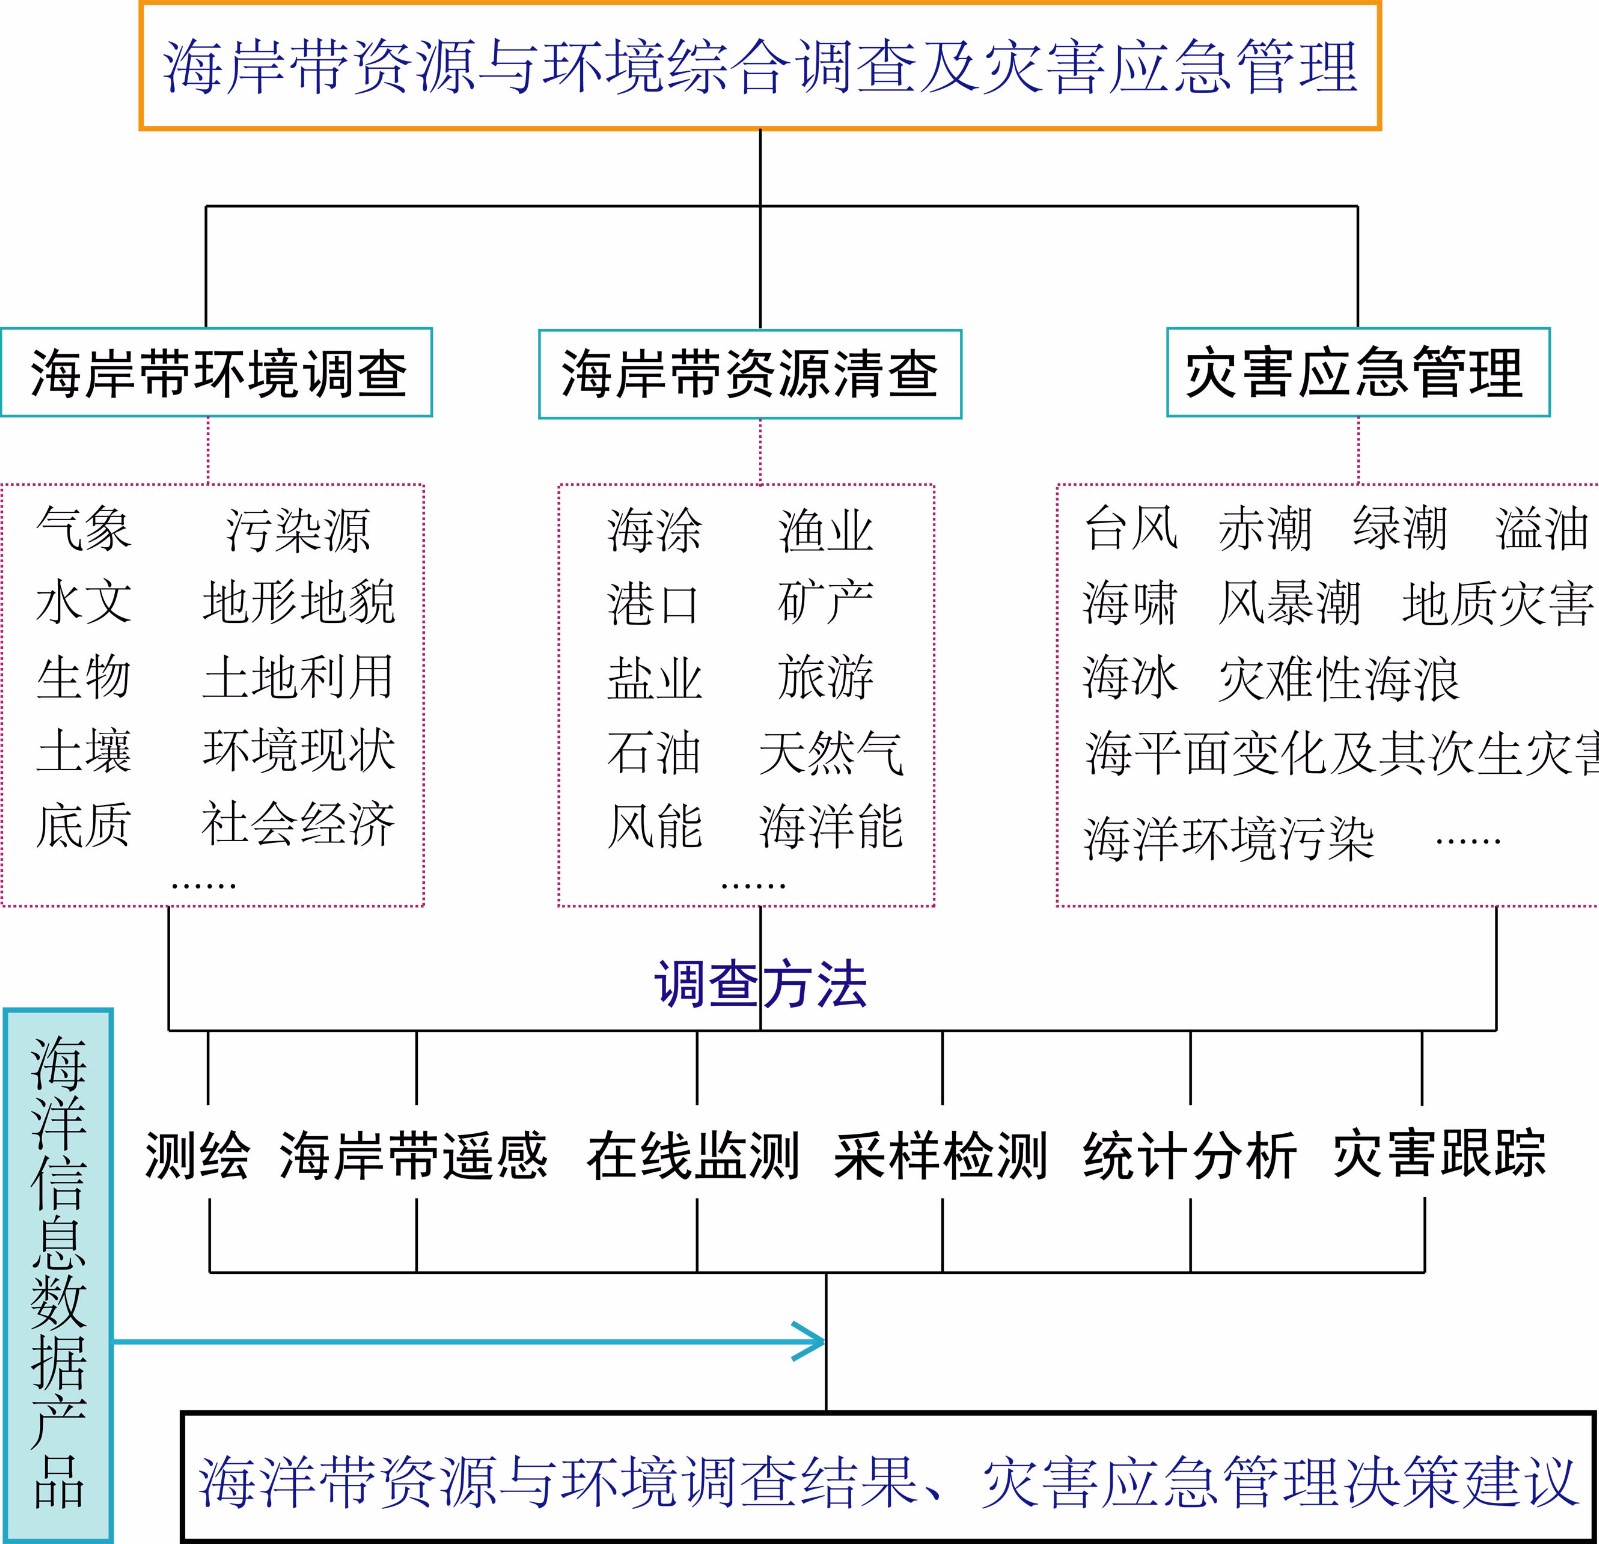 海岸带资源与环境综合调查及灾害应急管理
海岸带环境调查
海岸带资源清查
灾害应急管理
气象 污染源
水文 地形地貌
生物 土地利用
土壤 环境现状
底质 社会经济
……
海涂 渔业
港口 矿产
盐业 旅游
石油 天然气
风能 海洋能
……
台风 赤潮 绿潮 溢油
海啸 风暴潮 地质灾害
海冰 灾难性海浪
海平面变化及其次生灾害
海洋环境污染 ……
调查方法
测绘 海岸带遥感 在线监测 采样检测 统计分析 灾害跟踪
海洋信息数据产品
海洋带资源与环境调查结果、灾害应急管理决策建议